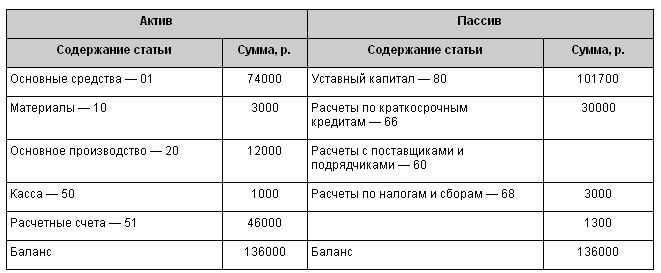 Актив Пассив
Содержание статьи Сумма, р. Содержание статьи Сумма, р.
Основные средства — 01 74000 Уставный капитал — 80 101700
Материалы — 10 3000 Расчеты по краткосрочным 30000
кредитам — 66
Основное производство — 20 12000 Расчеты с поставщиками и
подрядчиками — 60
Касса — 50 1000 Расчеты по налогам и сборам — 68 3000
Расчетные счета — 51 46000 1300
Баланс 136000 Баланс 136000